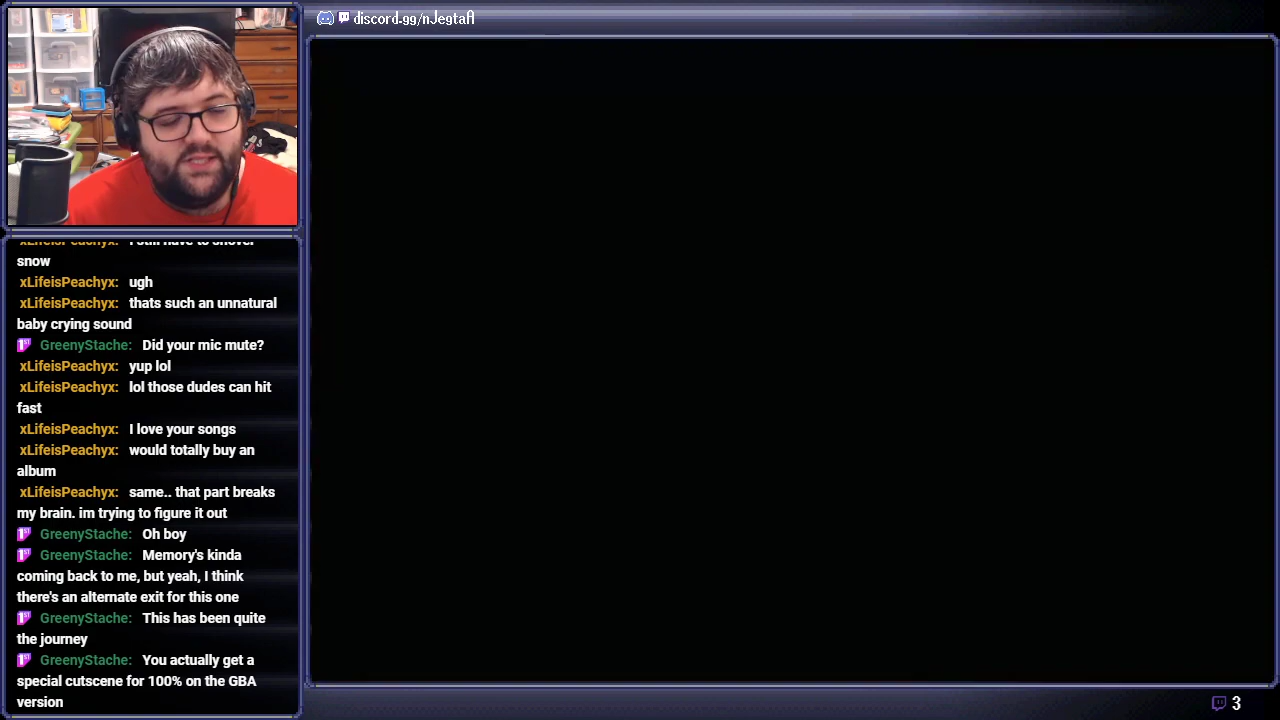 discord.gg/nJegtaA
snow
xLifeisPeachyx: ugh
xLifeisPeachyx: thats such an unnatural
baby crying sound
GreenyStache: Did your mic mute?
xLifeisPeachyx: yup lol
xLifeisPeachyx: lol those dudes can hit
fast
xLifeisPeachyx: I love your songs
xLifeisPeachyx: would totally buy an
album
xLifeisPeachyx: same.. that part breaks
my brain. im trying to figure it out
GreenyStache: Oh boy
GreenyStache: Memory's kinda
coming back to me, but yeah, I think
there's an alternate exit for this one
GreenyStache: This has been quite
the journey
GreenyStache: You actually get a
special cutscene for 100% on the GBA
version
3